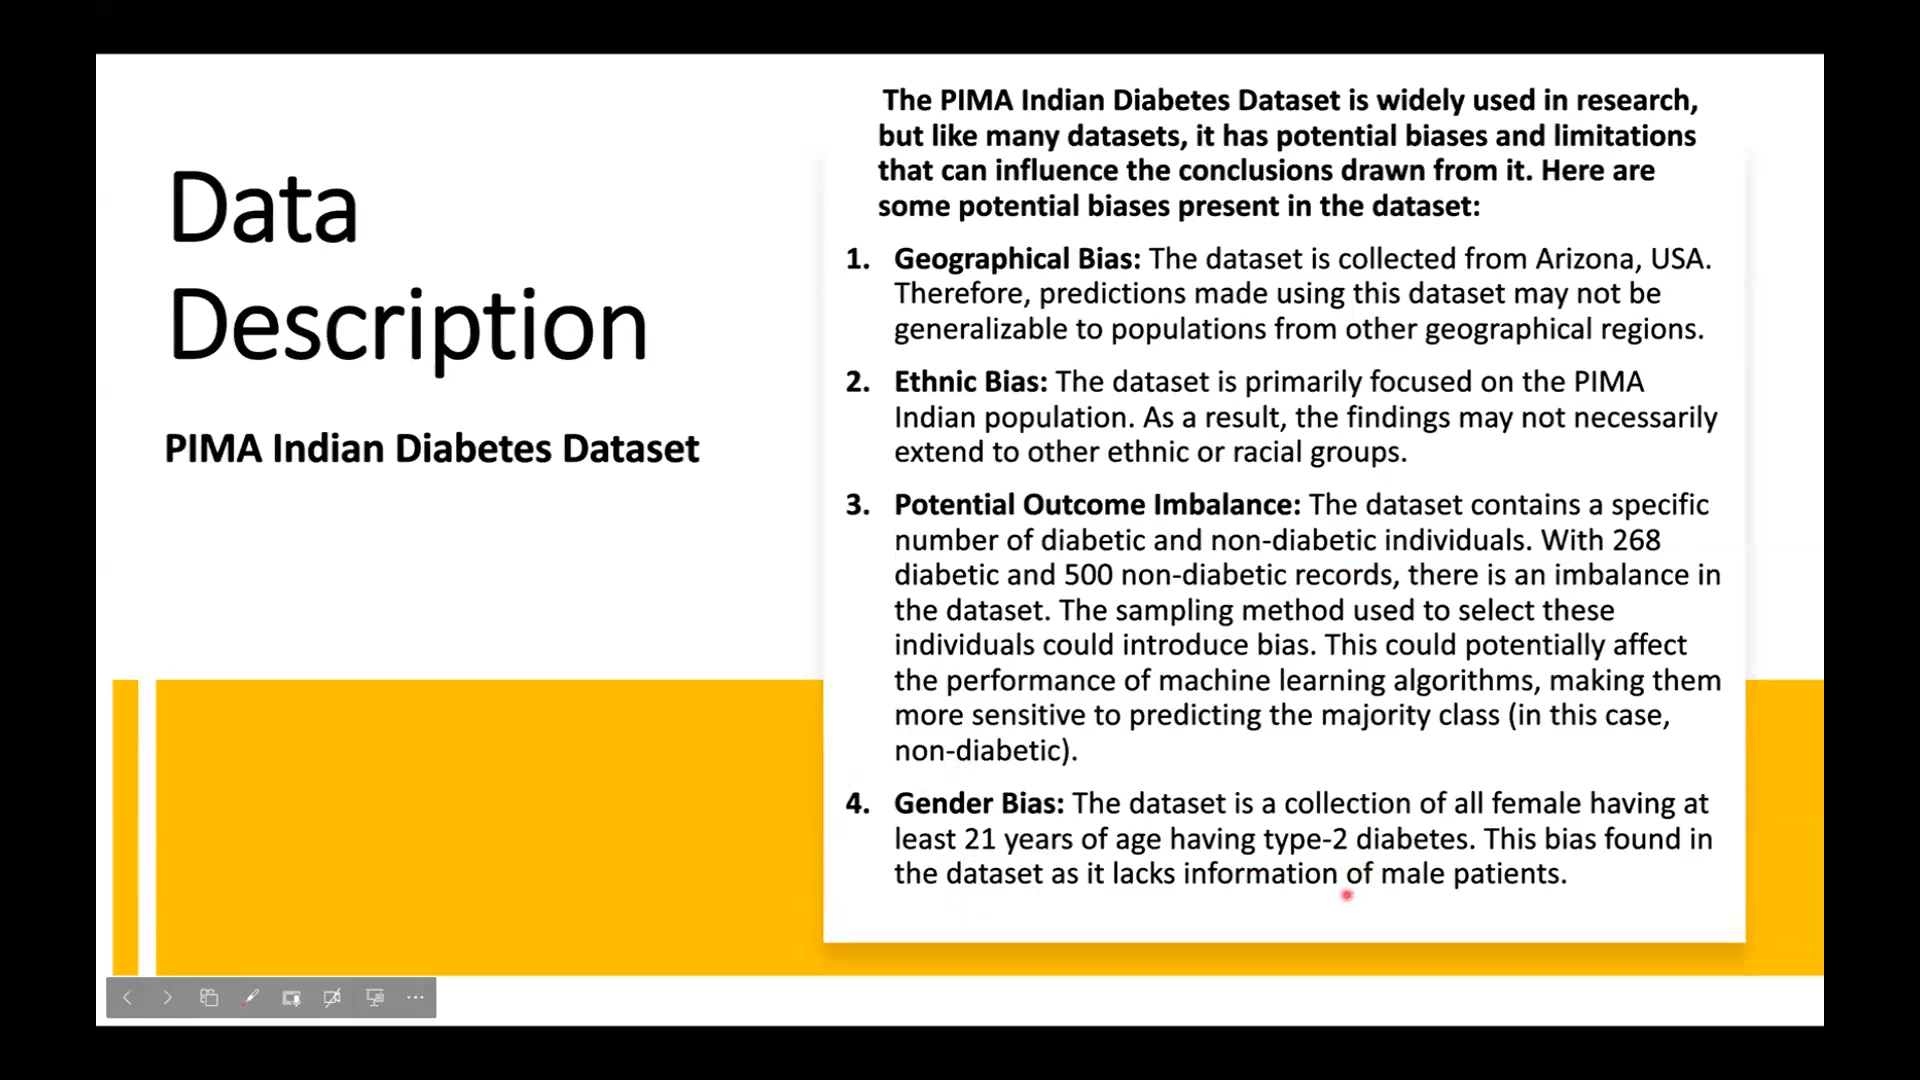 Data
Description
PIMA Indian Diabetes Dataset
The PIMA Indian Diabetes Dataset is widely used in research,
but like many datasets, it has potential biases and limitations
that can influence the conclusions drawn from it. Here are
some potential biases present in the dataset:
1. Geographical Bias: The dataset is collected from Arizona, USA.
Therefore, predictions made using this dataset may not be
generalizable to populations from other geographical regions.
2. Ethnic Bias: The dataset is primarily focused on the PIMA
Indian population. As a result, the findings may not necessarily
extend to other ethnic or racial groups.
3. Potential Outcome Imbalance: The dataset contains a specific
number of diabetic and non-diabetic individuals. With 268
diabetic and 500 non-diabetic records, there is an imbalance in
the dataset. The sampling method used to select these
individuals could introduce bias. This could potentially affect
the performance of machine learning algorithms, making them
more sensitive to predicting the majority class (in this case,
non-diabetic).
4. Gender Bias: The dataset is a collection of all female having at
least 21 years of age having type-2 diabetes. This bias found in
the dataset as it lacks information of male patients.